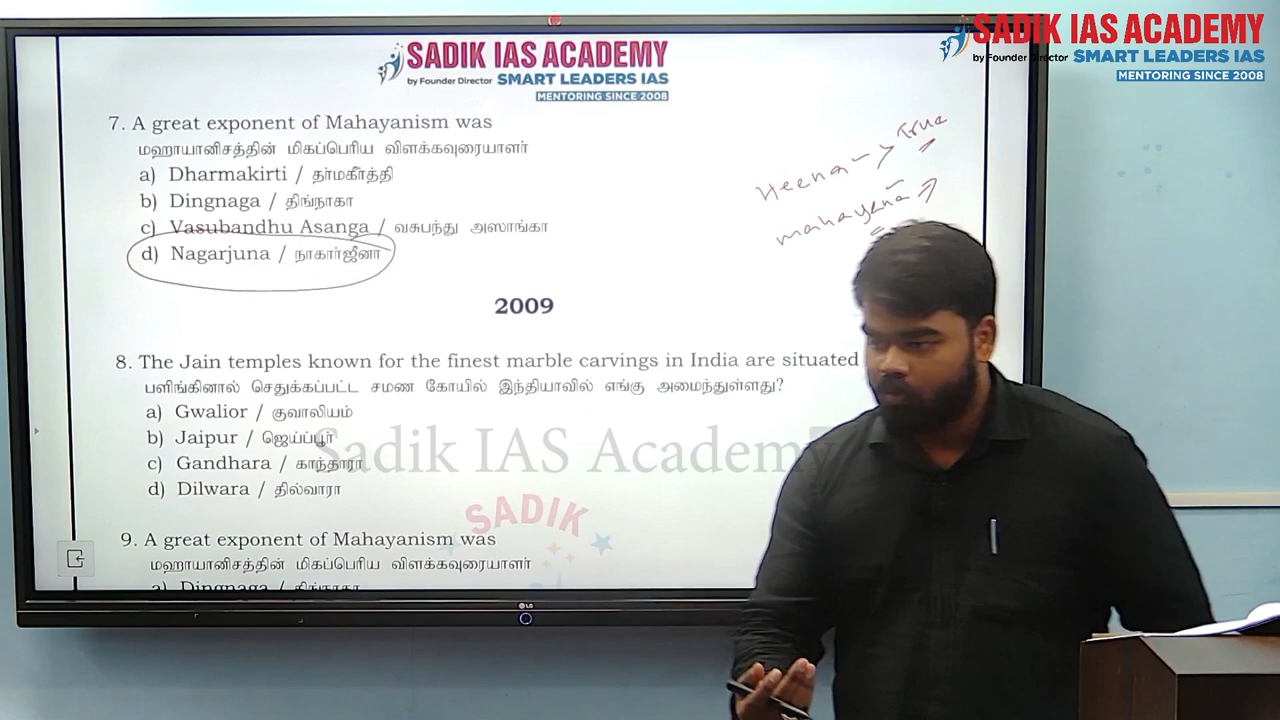 SADIK IAS ACADEMY
by Founder Director SMART LEADERS IAS
MENTORING SINCE 2008
SADIK IAS ACADEMY
by Founder Director SMART LEADERS IAS
MENTORING SINCE 2008
7. A great exponent of Mahayanism was
மஹாயானிசத்தின் மிகப்பெரிய விளக்கவுரையாளர்
a) Dharmakirti / தர்மகீர்த்தி
b) Dingnaga / திங்நாகா
c) Vasubandhu Asanga / வசுபந்து அஸாங்கா
d) Nagarjuna / நாகார்ஜீனா
Heena -> True
mahayana
2009
8. The Jain temples known for the finest marble carvings in India are situated
பளிங்கினால் செதுக்கப்பட்ட சமண கோயில் இந்தியாவில் எங்கு அமைந்துள்ளது?
a) Gwalior / குவாலியம்
b) Jaipur / ஜெய்ப்பூர்
c) Gandhara / காந்தாரா
d) Dilwara / தில்வாரா
Sadik IAS Academy
SADIK
9. A great exponent of Mahayanism was
மஹாயானிசத்தின் மிகப்பெரிய விளக்கவுரையாளர்
a) Dingnaga / திங்நாகா
LG